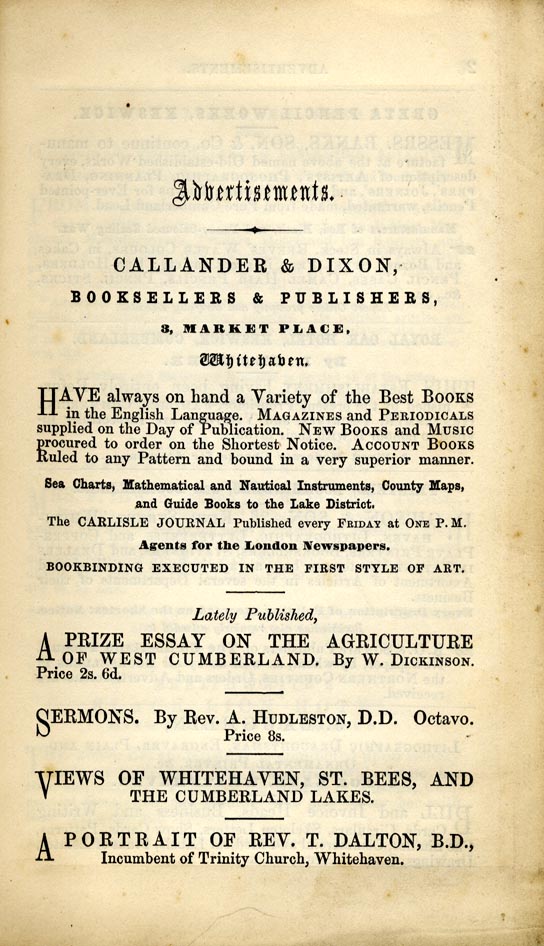 Advertisements.
CALLANDER & DIXON,
BOOKSELLERS & PUBLISHERS,
3, MARKET PLACE,
Whitehaven.
HAVE always on hand a Variety of the Best BOOKS
in the English Language. MAGAZINES and PERIODICALS
supplied on the Day of Publication. NEW BOOKS and MUSIC
procured to order on the Shortest Notice. ACCOUNT BOOKS
Ruled to any Pattern and bound in a very superior manner.
Sea Charts, Mathematical and Nautical Instruments, County Maps,
and Guide Books to the Lake District.
The CARLISLE JOURNAL Published every FRIDAY at ONE P.M.
Agents for the London Newspapers.
BOOKBINDING EXECUTED IN THE FIRST STYLE OF ART.
Lately Published,
A PRIZE ESSAY ON THE AGRICULTURE
OF WEST CUMBERLAND. By W. DICKINSON.
Price 2s. 6d.
SERMONS. By REV. A. HUDLESTON, D.D. Octavo.
Price 8s.
VIEWS OF WHITEHAVEN, ST. BEES, AND
THE CUMBERLAND LAKES.
A PORTRAIT OF REV. T. DALTON, B.D.,
Incumbent of Trinity Church, Whitehaven.